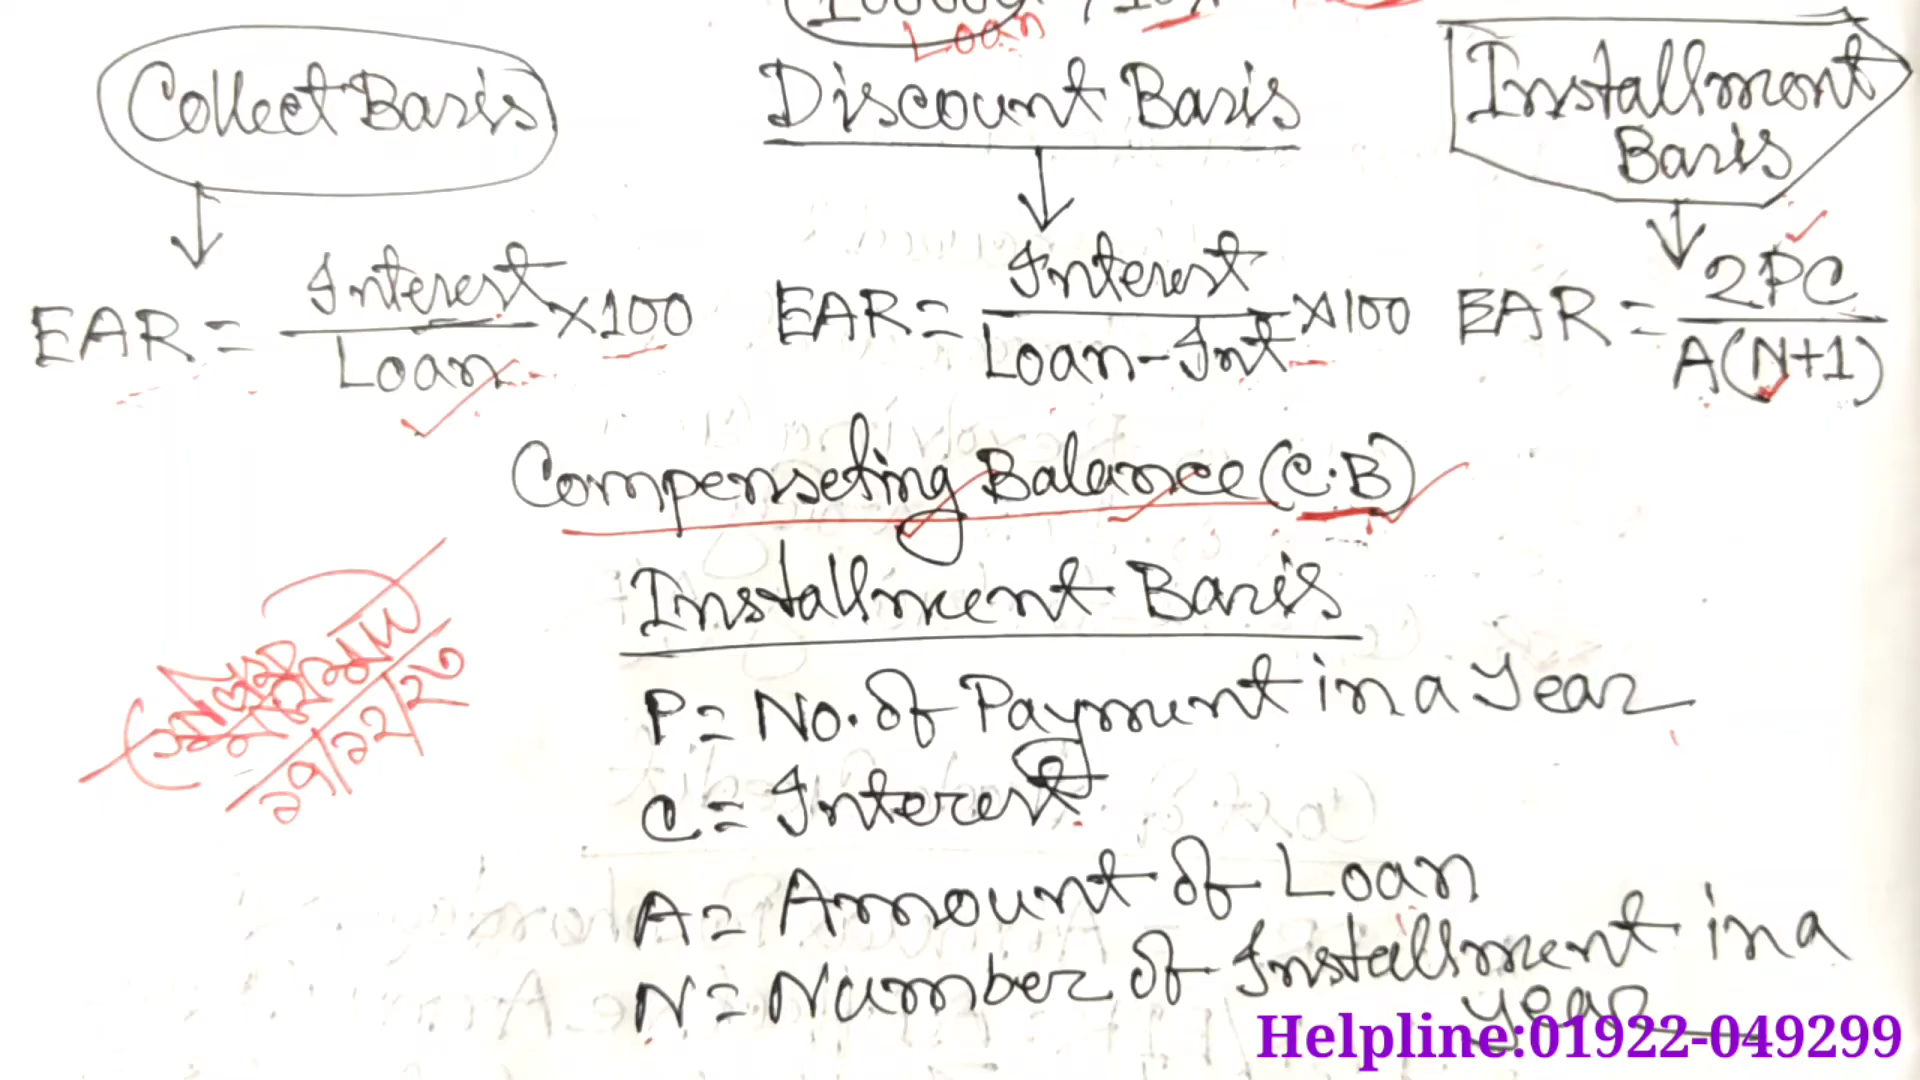 Loan
Collect Basis
Discount Basis
Installment
Basis
EAR = Interest / Loan ×100
EAR = Interest / Loan - Int ×100
EAR = 2PC / A(N+1)
Compenseting Balance (C.B)
Installment Basis
P = No. of Payment in a Year
C = Interest
A = Amount of Loan
N = Number of Installment in a
year
Helpline:01922-049299